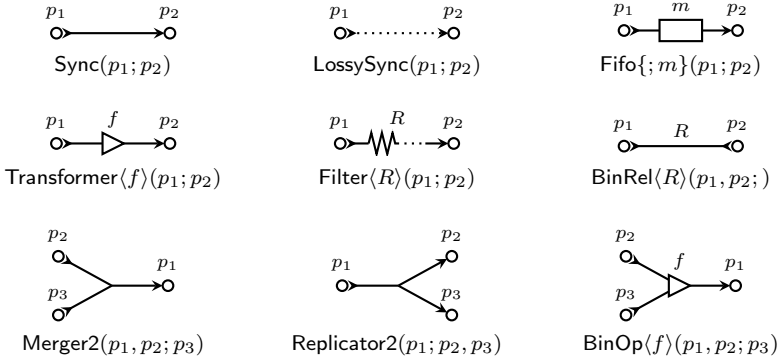 p₁ p₂ p₁ p₂ p₁ m p₂
Sync(p₁; p₂) LossySync(p₁; p₂) Fifo{; m}(p₁; p₂)
p₁ f p₂ p₁ R p₂ p₁ R p₂
Transformer⟨f⟩(p₁; p₂) Filter⟨R⟩(p₁; p₂) BinRel⟨R⟩(p₁, p₂; )
p₂ p₂ p₂
p₁ p₁ f p₁
p₃ p₃ p₃
Merger2(p₁, p₂; p₃) Replicator2(p₁; p₂, p₃) BinOp⟨f⟩(p₁, p₂; p₃)